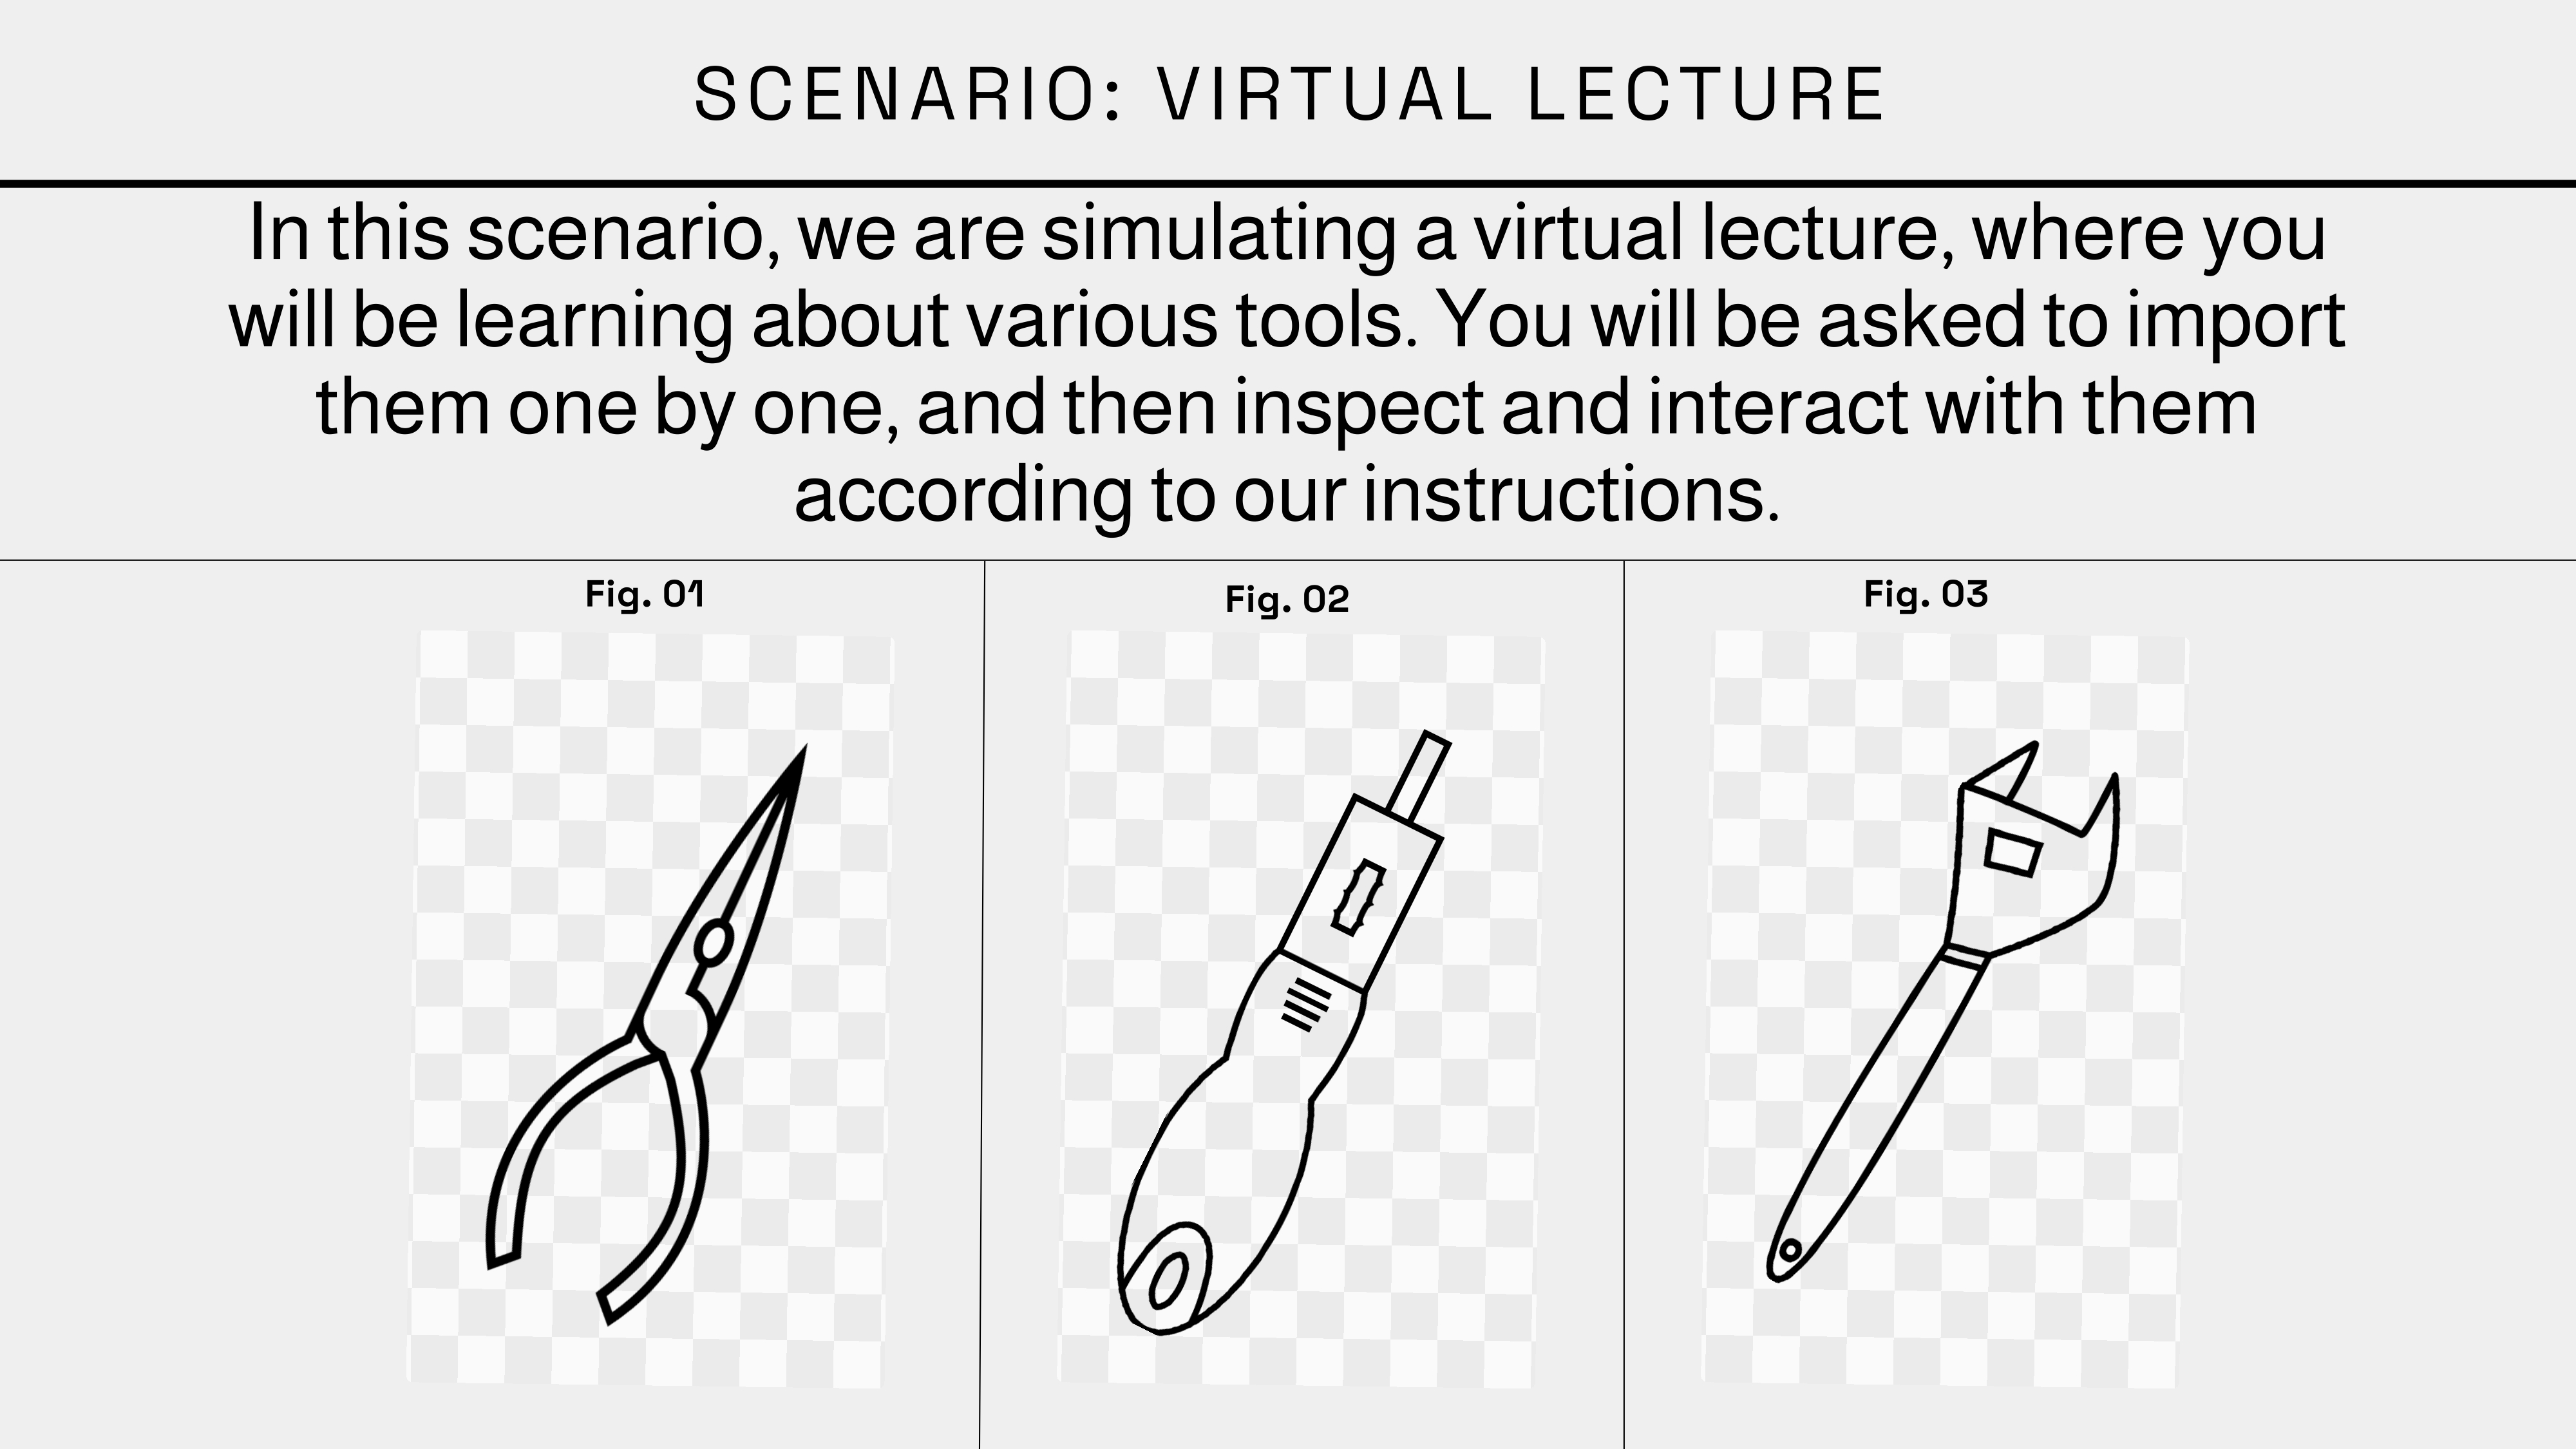 SCENARIO: VIRTUAL LECTURE
In this scenario, we are simulating a virtual lecture, where you
will be learning about various tools. You will be asked to import
them one by one, and then inspect and interact with them
according to our instructions.
Fig. 01
Fig. 02
Fig. 03